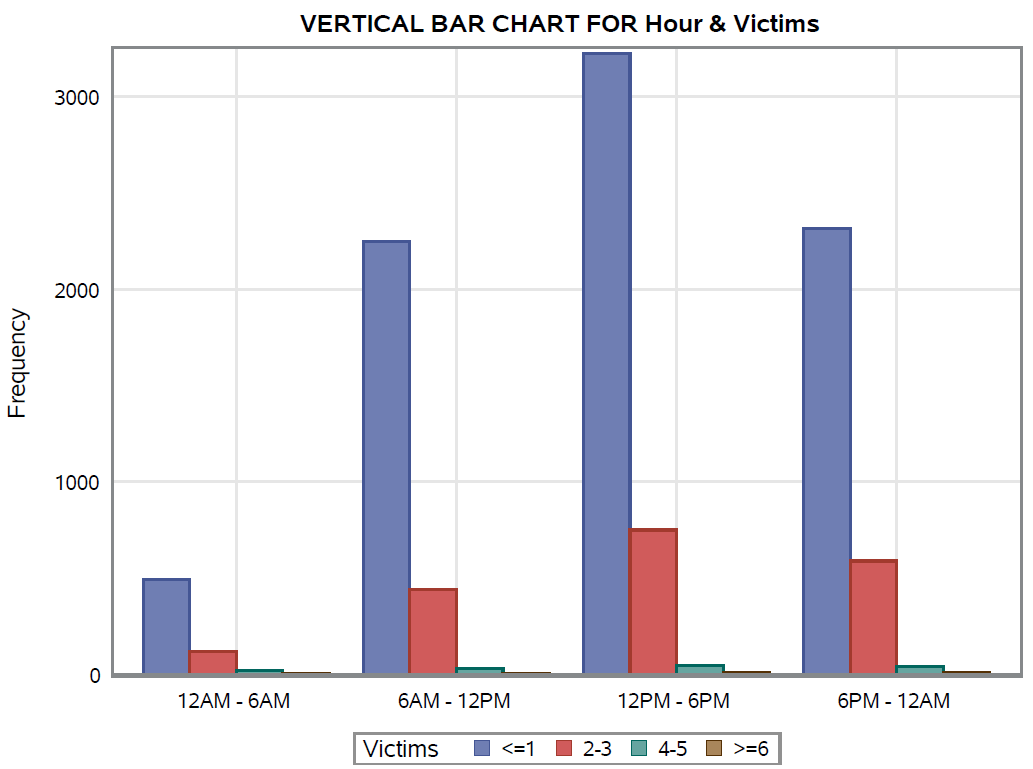 VERTICAL BAR CHART FOR Hour & Victims
3000
2000
1000
0
Frequency
12AM - 6AM 6AM - 12PM 12PM - 6PM 6PM - 12AM
Victims <=1 2-3 4-5 >=6